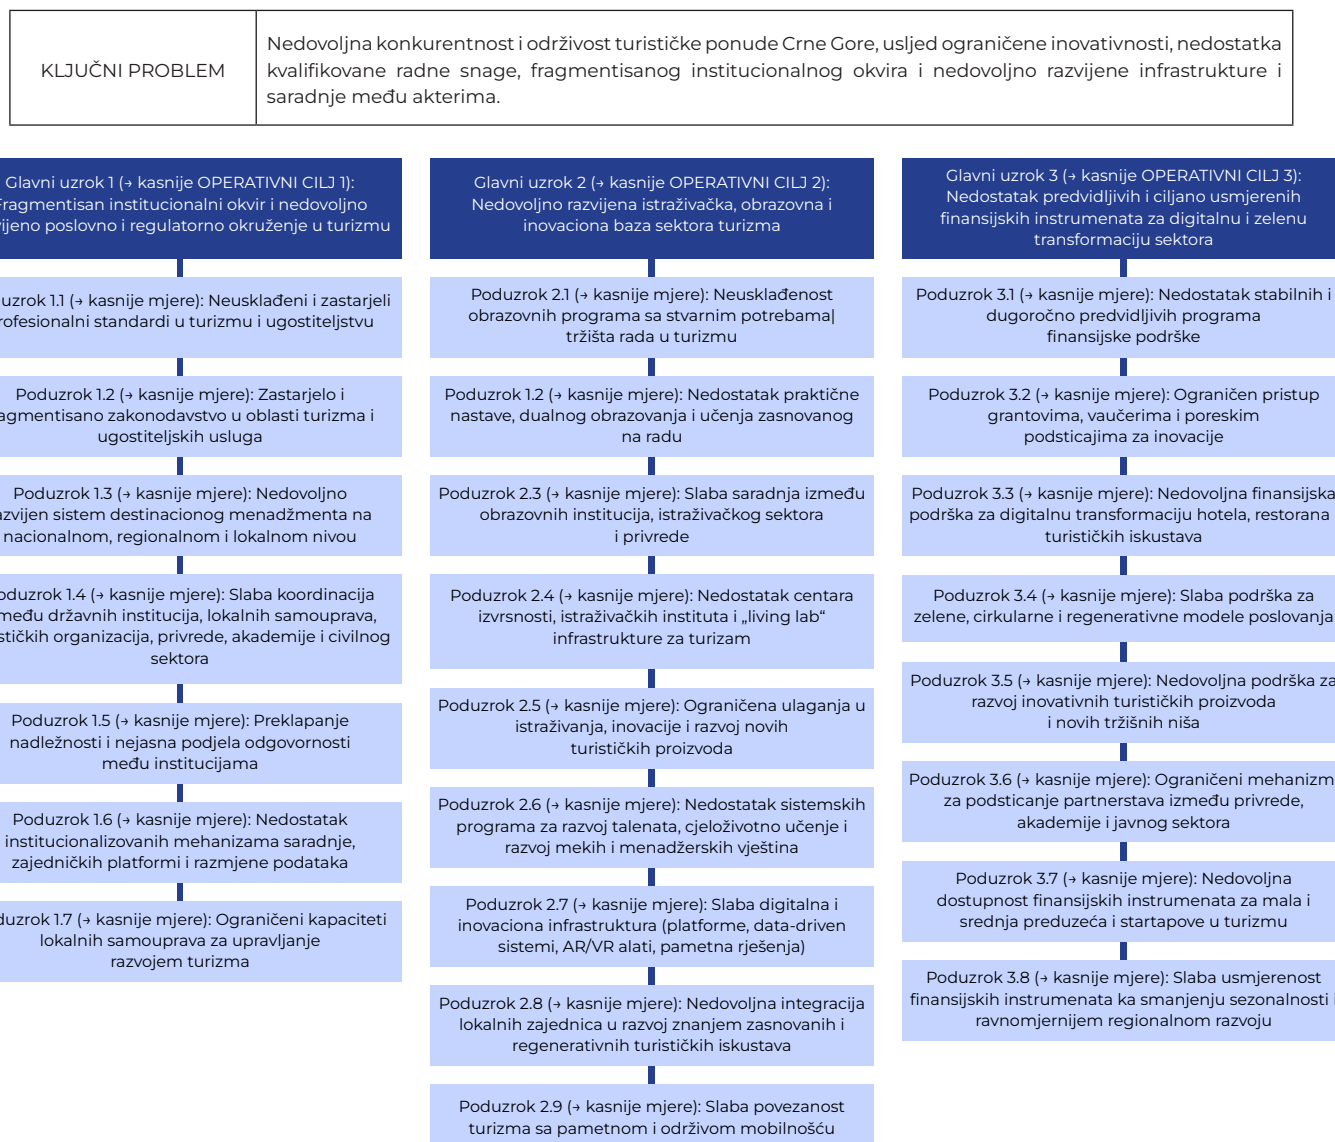 KLJUČNI PROBLEM
Nedovoljna konkurentnost i održivost turističke ponude Crne Gore, usljed ograničene inovativnosti, nedostatka
kvalifikovane radne snage, fragmentisanog institucionalnog okvira i nedovoljno razvijene infrastrukture i
saradnje među akterima.
Glavni uzrok 1 (→ kasnije OPERATIVNI CILJ 1):
Fragmentisan institucionalni okvir i nedovoljno
ijeno poslovno i regulatorno okruženje u turizmu
uzrok 1.1 (→ kasnije mjere): Neusklađeni i zastarjeli
rofesionalni standardi u turizmu i ugostiteljstvu
Poduzrok 1.2 (→ kasnije mjere): Zastarjelo i
agmentisano zakonodavstvo u oblasti turizma i
ugostiteljskih usluga
Poduzrok 1.3 (→ kasnije mjere): Nedovoljno
azvijen sistem destinacionog menadžmenta na
nacionalnom, regionalnom i lokalnom nivou
oduzrok 1.4 (→ kasnije mjere): Slaba koordinacija
među državnih institucija, lokalnih samouprava,
stičkih organizacija, privrede, akademije i civilnog
sektora
Poduzrok 1.5 (→ kasnije mjere): Preklapanje
nadležnosti i nejasna podjela odgovornosti
među institucijama
Poduzrok 1.6 (→ kasnije mjere): Nedostatak
institucionalizovanih mehanizama saradnje,
zajedničkih platformi i razmjene podataka
duzrok 1.7 (→ kasnije mjere): Ograničeni kapaciteti
lokalnih samouprava za upravljanje
razvojem turizma
Glavni uzrok 2 (→ kasnije OPERATIVNI CILJ 2):
Nedovoljno razvijena istraživačka, obrazovna i
inovaciona baza sektora turizma
Poduzrok 2.1 (→ kasnije mjere): Neusklađenost
obrazovnih programa sa stvarnim potrebama|
tržišta rada u turizmu
Poduzrok 1.2 (→ kasnije mjere): Nedostatak praktične
nastave, dualnog obrazovanja i učenja zasnovanog
na radu
Poduzrok 2.3 (→ kasnije mjere): Slaba saradnja između
obrazovnih institucija, istraživačkog sektora
i privrede
Poduzrok 2.4 (→ kasnije mjere): Nedostatak centara
izvrsnosti, istraživačkih instituta i „living lab“
infrastrukture za turizam
Poduzrok 2.5 (→ kasnije mjere): Ograničena ulaganja u
istraživanja, inovacije i razvoj novih
turističkih proizvoda
Poduzrok 2.6 (→ kasnije mjere): Nedostatak sistemskih
programa za razvoj talenata, cjeloživotno učenje i
razvoj mekih i menadžerskih vještina
Poduzrok 2.7 (→ kasnije mjere): Slaba digitalna i
inovaciona infrastruktura (platforme, data-driven
sistemi, AR/VR alati, pametna rješenja)
Poduzrok 2.8 (→ kasnije mjere): Nedovoljna integracija
lokalnih zajednica u razvoj znanjem zasnovanih i
regenerativnih turističkih iskustava
Poduzrok 2.9 (→ kasnije mjere): Slaba povezanost
turizma sa pametnom i održivom mobilnošću
Glavni uzrok 3 (→ kasnije OPERATIVNI CILJ 3):
Nedostatak predvidljivih i ciljano usmjerenih
finansijskih instrumenata za digitalnu i zelenu
transformaciju sektora
Poduzrok 3.1 (→ kasnije mjere): Nedostatak stabilnih i
dugoročno predvidljivih programa
finansijske podrške
Poduzrok 3.2 (→ kasnije mjere): Ograničen pristup
grantovima, vaučerima i poreskim
podsticajima za inovacije
Poduzrok 3.3 (→ kasnije mjere): Nedovoljna finansijska
podrška za digitalnu transformaciju hotela, restorana
turističkih iskustava
Poduzrok 3.4 (→ kasnije mjere): Slaba podrška za
zelene, cirkularne i regenerativne modele poslovanja
Poduzrok 3.5 (→ kasnije mjere): Nedovoljna podrška za
razvoj inovativnih turističkih proizvoda
i novih tržišnih niša
Poduzrok 3.6 (→ kasnije mjere): Ograničeni mehanizm
za podsticanje partnerstava između privrede,
akademije i javnog sektora
Poduzrok 3.7 (→ kasnije mjere): Nedovoljna
dostupnost finansijskih instrumenata za mala i
srednja preduzeća i startapove u turizmu
Poduzrok 3.8 (→ kasnije mjere): Slaba usmjerenost
finansijskih instrumenata ka smanjenju sezonalnosti i
ravnomjernijem regionalnom razvoju